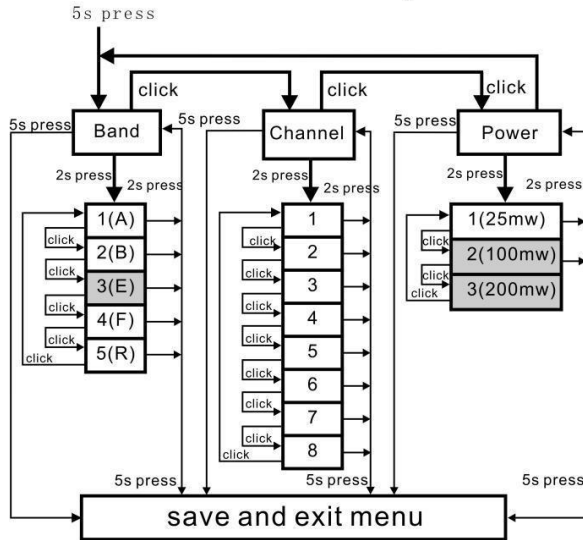 5s press
click
click
click
5s press
Band
5s press
Channel
5s press
Power
2s press
2s press
2s press
2s press
2s press
2s press
1(A)
2(B)
3(E)
4(F)
5(R)
click
click
click
click
click
1
2
3
4
5
6
7
8
click
click
click
click
click
click
click
click
1(25mw)
2(100mw)
3(200mw)
click
click
click
5s press
5s press
5s press
save and exit menu